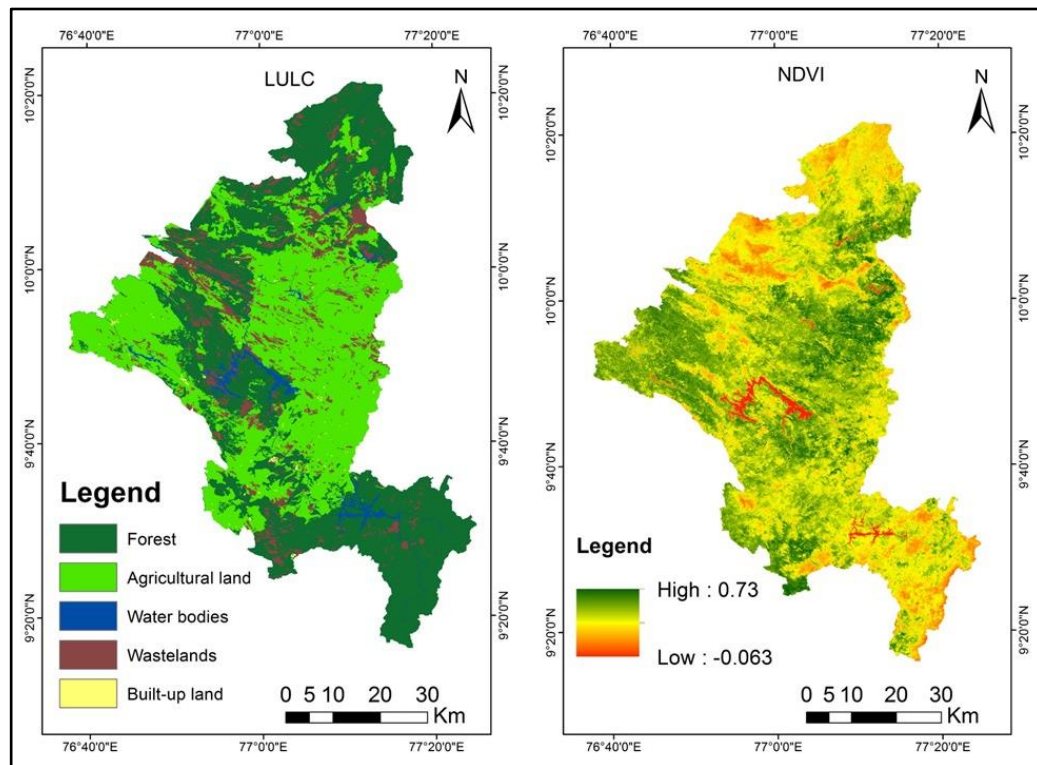 76°40'0"E 77°0'0"E 77°20'0"E
LULC
N
10°20'0"N
10°0'0"N
9°40'0"N
9°20'0"N
10°20'0"N
10°0'0"N
9°40'0"N
9°20'0"N
Legend
Forest
Agricultural land
Water bodies
Wastelands
Built-up land
0 5 10 20 30
Km
76°40'0"E 77°0'0"E 77°20'0"E
76°40'0"E 77°0'0"E 77°20'0"E
NDVI
N
10°20'0"N
10°0'0"N
9°40'0"N
9°20'0"N
10°20'0"N
10°0'0"N
9°40'0"N
9°20'0"N
Legend
High : 0.73
Low : -0.063
0 5 10 20 30
Km
76°40'0"E 77°0'0"E 77°20'0"E